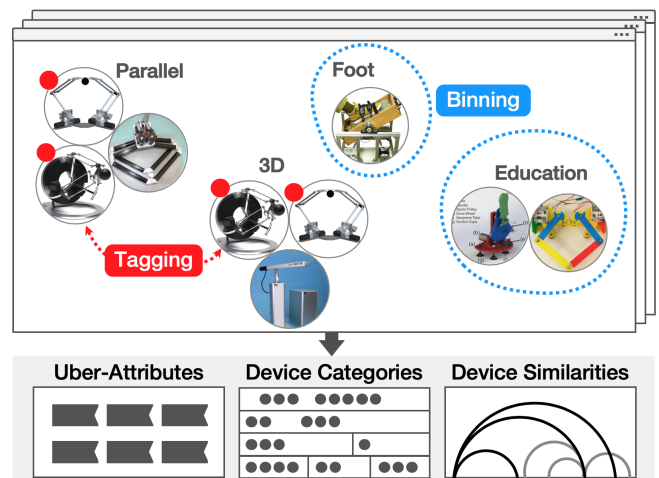 Parallel
Foot
Binning
3D
Education
Tagging
Uber-Attributes
Device Categories
Device Similarities